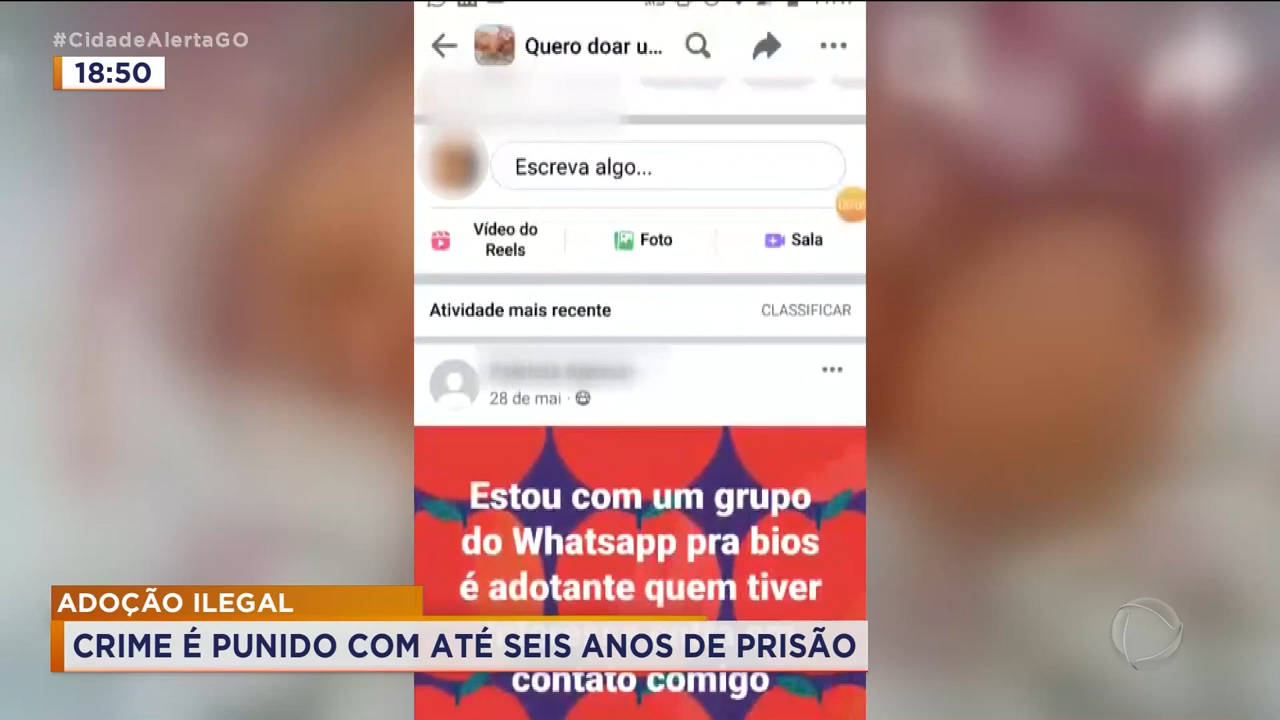 #CidadeAlertaGO
18:50
Quero doar u...
Escreva algo...
00:05
Vídeo do
Reels
Foto
Sala
Atividade mais recente
CLASSIFICAR
28 de mai
Estou com um grupo
do Whatsapp pra bios
é adotante quem tiver
contato comigo
ADOÇÃO ILEGAL
CRIME É PUNIDO COM ATÉ SEIS ANOS DE PRISÃO